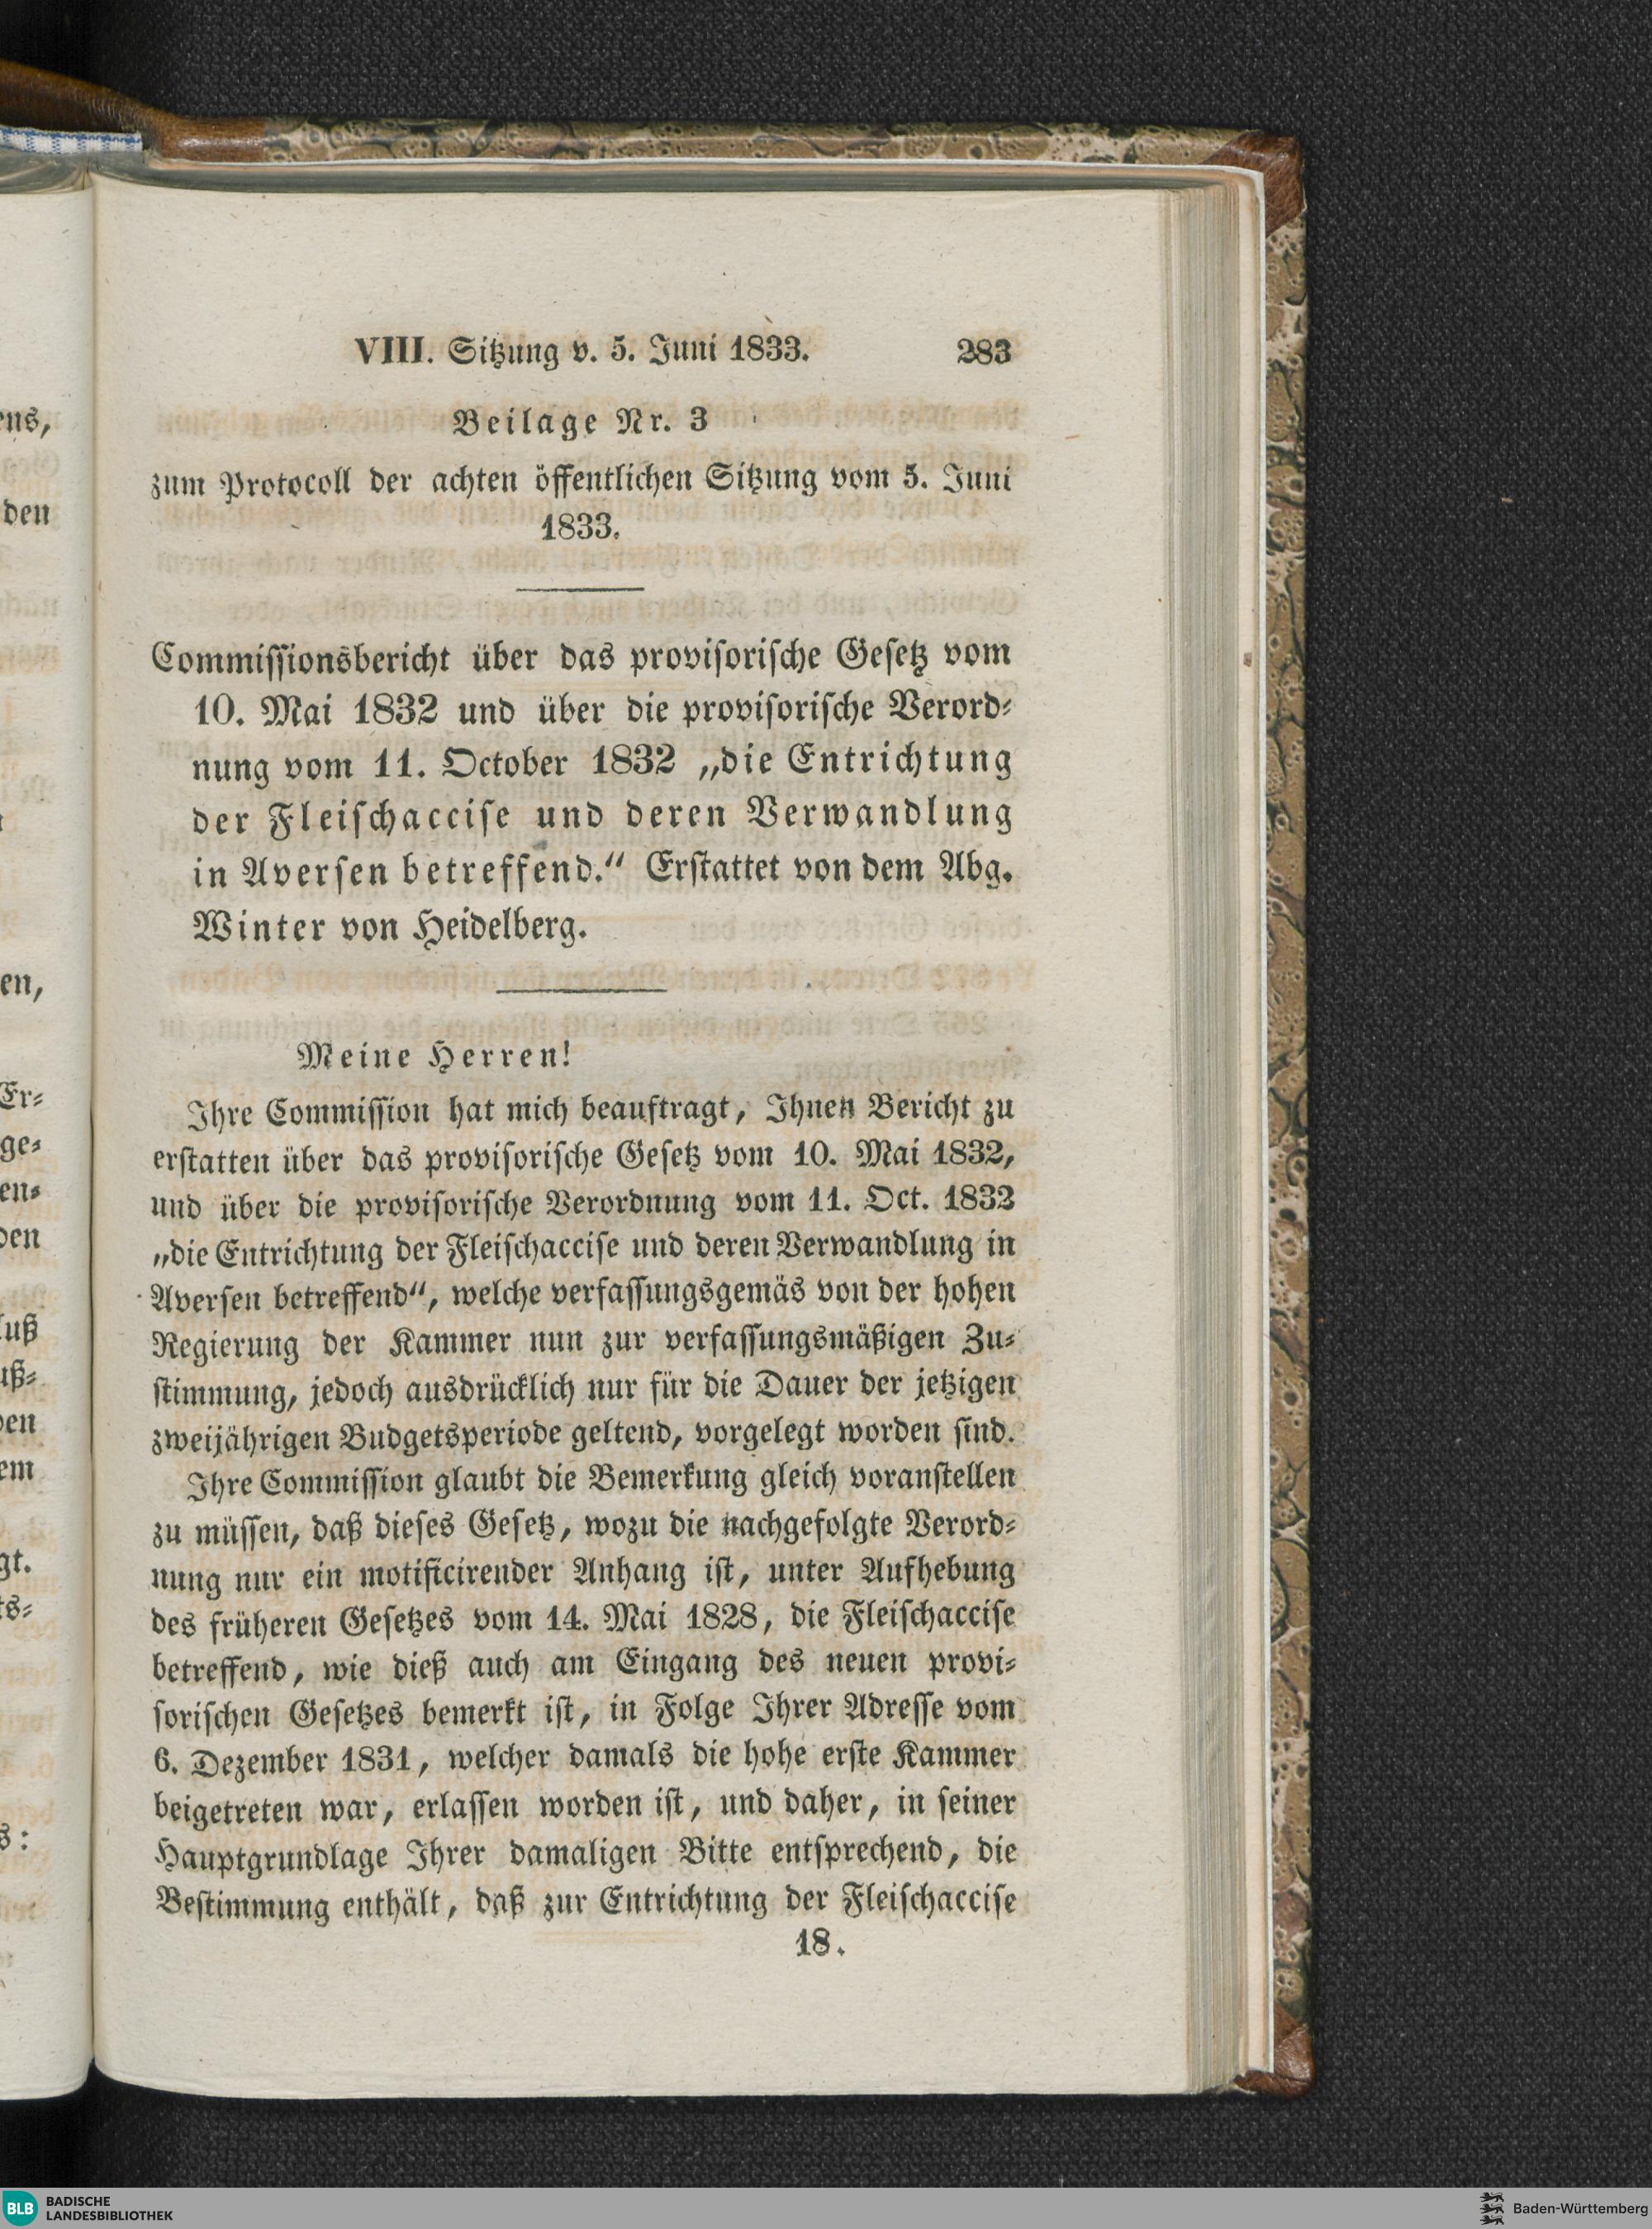 VIII. Sitzung v. 5. Juni 1833. 283
Beilage Nr. 3
zum Protocoll der achten öffentlichen Sitzung vom 5. Juni
1833.
Commissionsbericht über das provisorische Gesetz vom
10. Mai 1832 und über die provisorische Verord-
nung vom 11. October 1832 „die Entrichtung
der Fleischaccise und deren Verwandlung
in Aversen betreffend.“ Erstattet von dem Abg.
Winter von Heidelberg.
Meine Herren!
Ihre Commission hat mich beauftragt, Ihnen Bericht zu
erstatten über das provisorische Gesetz vom 10. Mai 1832,
und über die provisorische Verordnung vom 11. Oct. 1832
„die Entrichtung der Fleischaccise und deren Verwandlung in
Aversen betreffend“, welche verfassungsgemäs von der hohen
Regierung der Kammer nun zur verfassungsmäßigen Zu-
stimmung, jedoch ausdrücklich nur für die Dauer der jetzigen
zweijährigen Budgetsperiode geltend, vorgelegt worden sind.
Ihre Commission glaubt die Bemerkung gleich voranstellen
zu müssen, daß dieses Gesetz, wozu die nachgefolgte Verord-
nung nur ein motificirender Anhang ist, unter Aufhebung
des früheren Gesetzes vom 14. Mai 1828, die Fleischaccise
betreffend, wie dieß auch am Eingang des neuen provi-
sorischen Gesetzes bemerkt ist, in Folge Ihrer Adresse vom
6. Dezember 1831, welcher damals die hohe erste Kammer
beigetreten war, erlassen worden ist, und daher, in seiner
Hauptgrundlage Ihrer damaligen Bitte entsprechend, die
Bestimmung enthält, daß zur Entrichtung der Fleischaccise
18.
BLB BADISCHE
LANDESBIBLIOTHEK
Baden-Württemberg